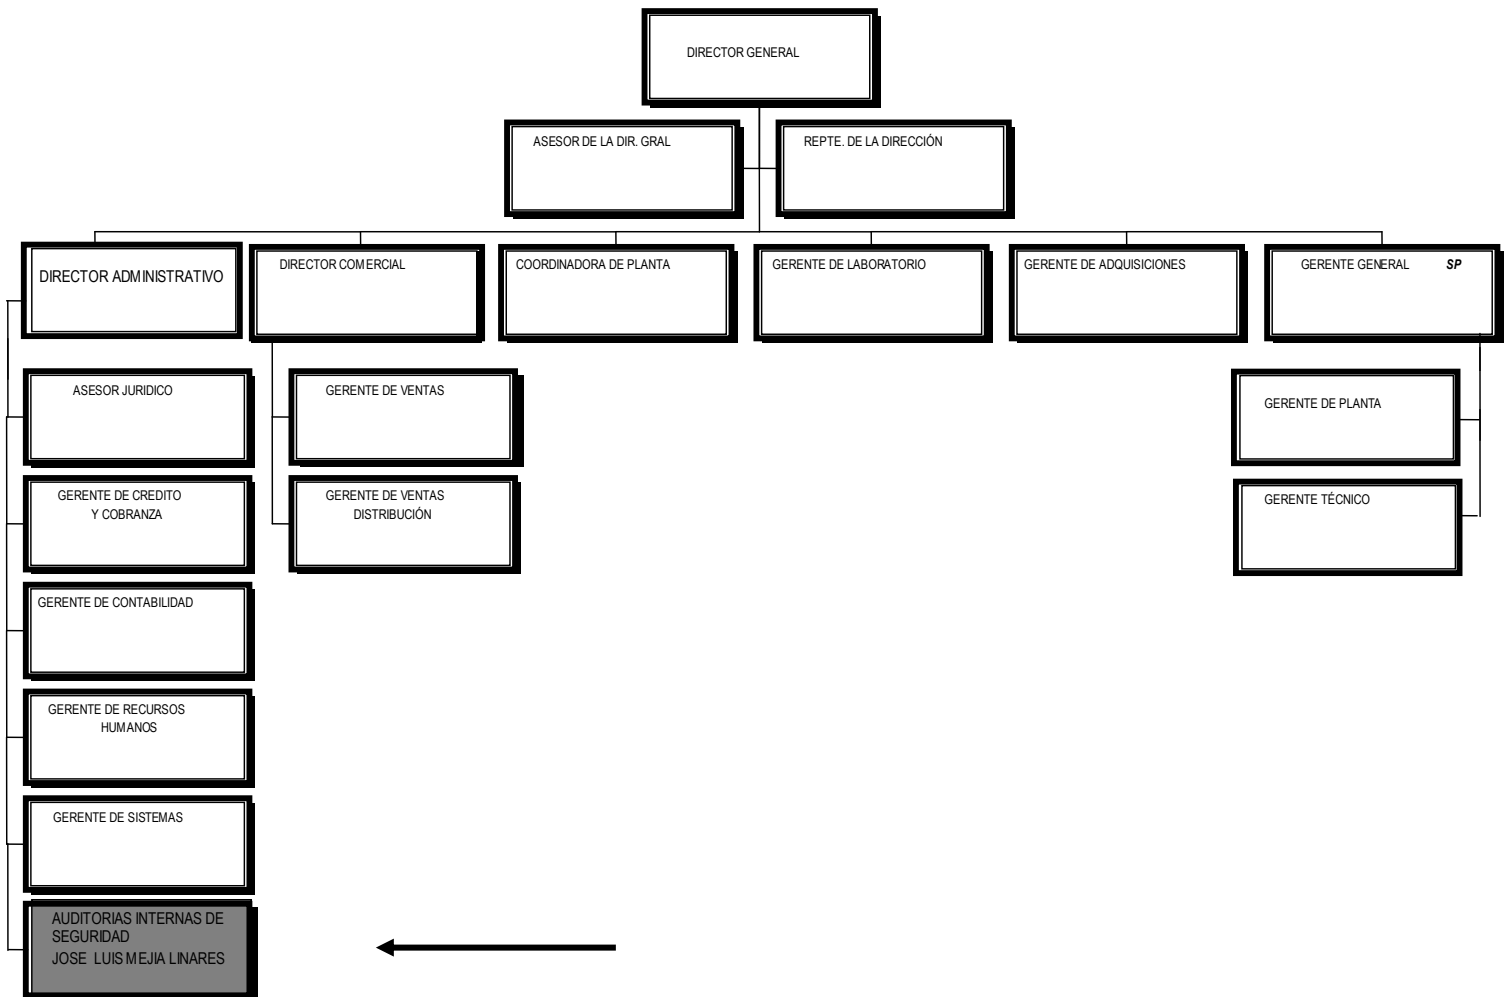 DIRECTOR GENERAL
ASESOR DE LA DIR. GRAL
REPTE. DE LA DIRECCIÓN
DIRECTOR ADMINISTRATIVO
DIRECTOR COMERCIAL
COORDINADORA DE PLANTA
GERENTE DE LABORATORIO
GERENTE DE ADQUISICIONES
GERENTE GENERAL SP
ASESOR JURIDICO
GERENTE DE VENTAS
GERENTE DE PLANTA
GERENTE DE CREDITO
Y COBRANZA
GERENTE DE VENTAS
DISTRIBUCIÓN
GERENTE TÉCNICO
GERENTE DE CONTABILIDAD
GERENTE DE RECURSOS
HUMANOS
GERENTE DE SISTEMAS
AUDITORIAS INTERNAS DE
SEGURIDAD
JOSE LUIS MEJIA LINARES